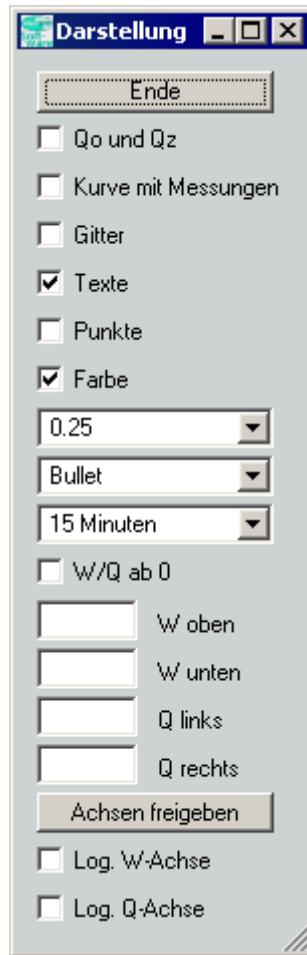 Darstellung
Ende
Qo und Qz
Kurve mit Messungen
Gitter
Texte
Punkte
Farbe
0.25
Bullet
15 Minuten
W/Q ab 0
W oben
W unten
Q links
Q rechts
Achsen freigeben
Log. W-Achse
Log. Q-Achse